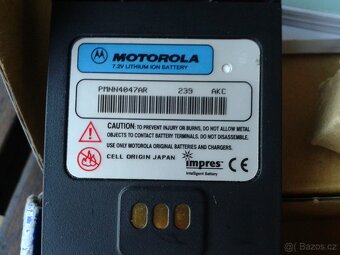 MOTOROLA
7.2V LITHIUM ION BATTERY
PMNN4047AR 239 AKC
CAUTION: TO PREVENT INJURY/BURNS, DO NOT ALLOW METAL
OBJECTS TO CONTACT BATTERY TERMINALS. DO NOT DISASSEMBLE.
USE ONLY MOTOROLA ORIGINAL BATTERIES AND CHARGERS.
CELL ORIGIN JAPAN
impres
Intelligent Battery
CE
Bazos.cz